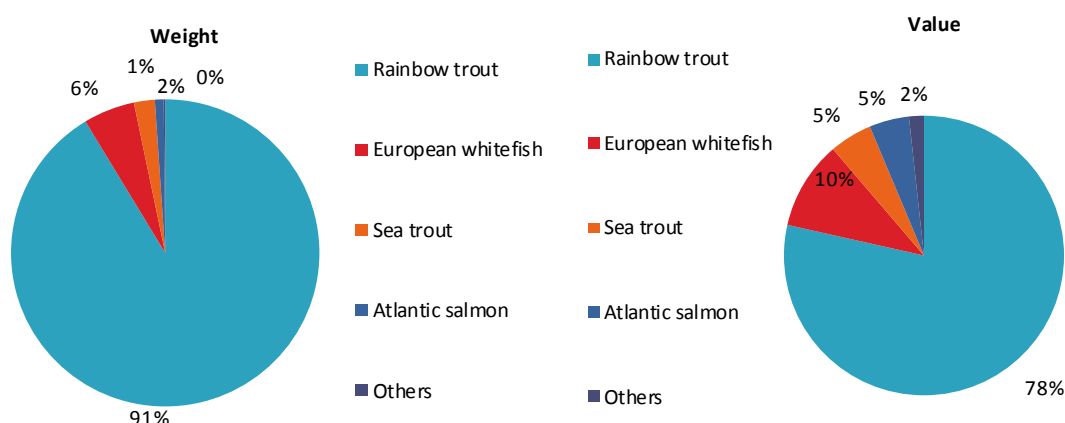 Weight
1%
6%
2%
0%
91%
Rainbow trout
European whitefish
Sea trout
Atlantic salmon
Others
Value
Rainbow trout
European whitefish
Sea trout
Atlantic salmon
Others
5%
5%
2%
10%
78%